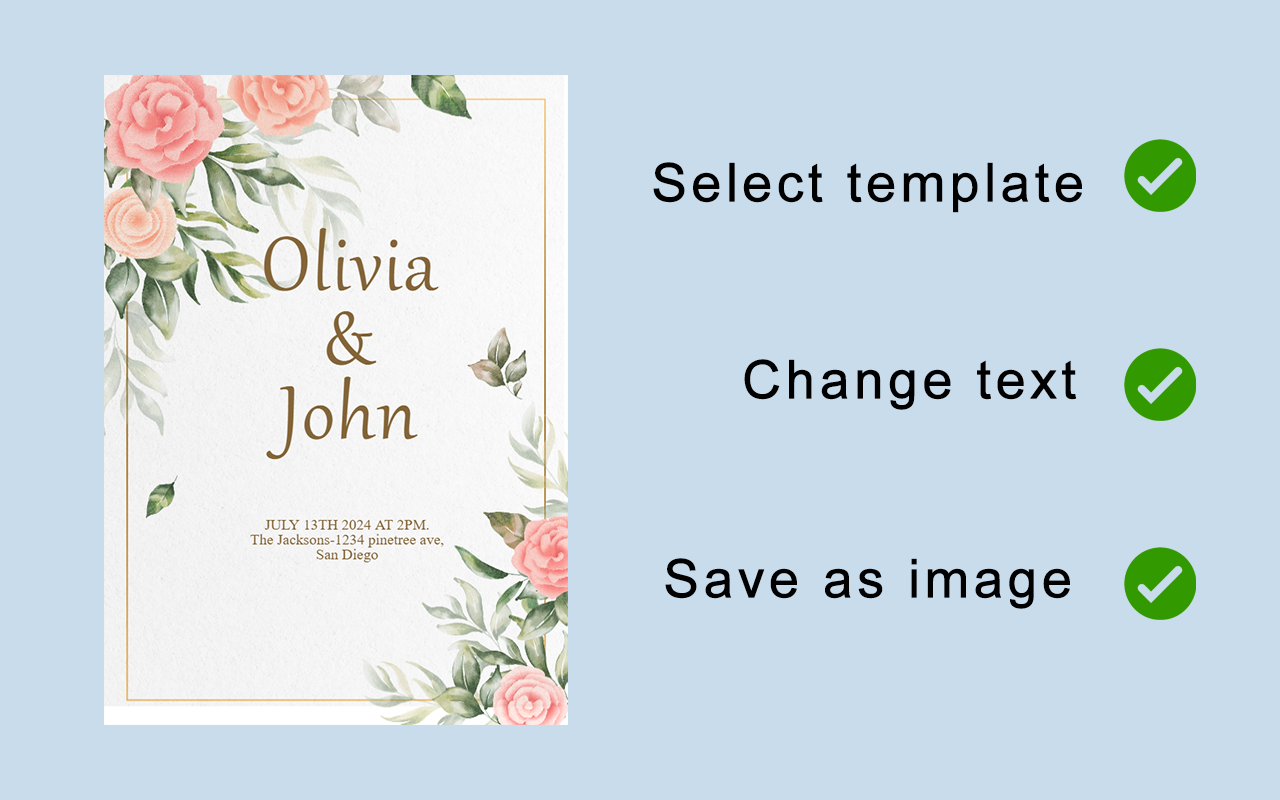 Olivia
&
John
JULY 13TH 2024 AT 2PM.
The Jacksons-1234 pinetree ave,
San Diego
Select template
Change text
Save as image